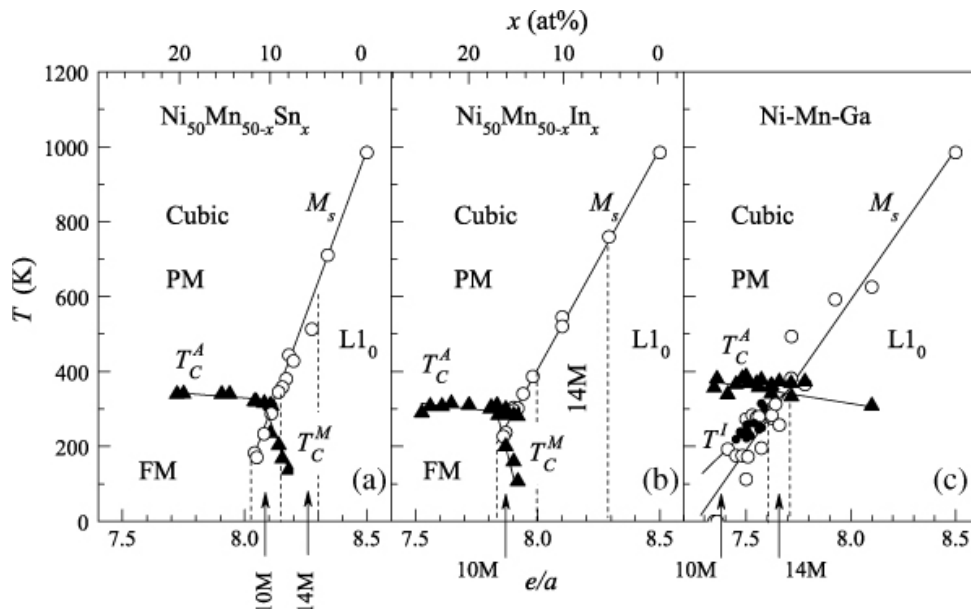 x (at%)
20 10 0 20 10 0
1200
1000
800
600
400
200
0
T (K)
Ni50Mn50-xSnx
Cubic
Ms
PM
L10
TCA
TCM
FM
(a)
7.5 8.0 8.5
10M
14M
Ni50Mn50-xInx
Cubic
Ms
PM
14M
L10
TCA
TCM
FM
(b)
7.5 8.0 8.5
10M
e/a
Ni-Mn-Ga
Cubic
Ms
PM
L10
TCA
TI
(c)
7.5 8.0 8.5
10M
14M